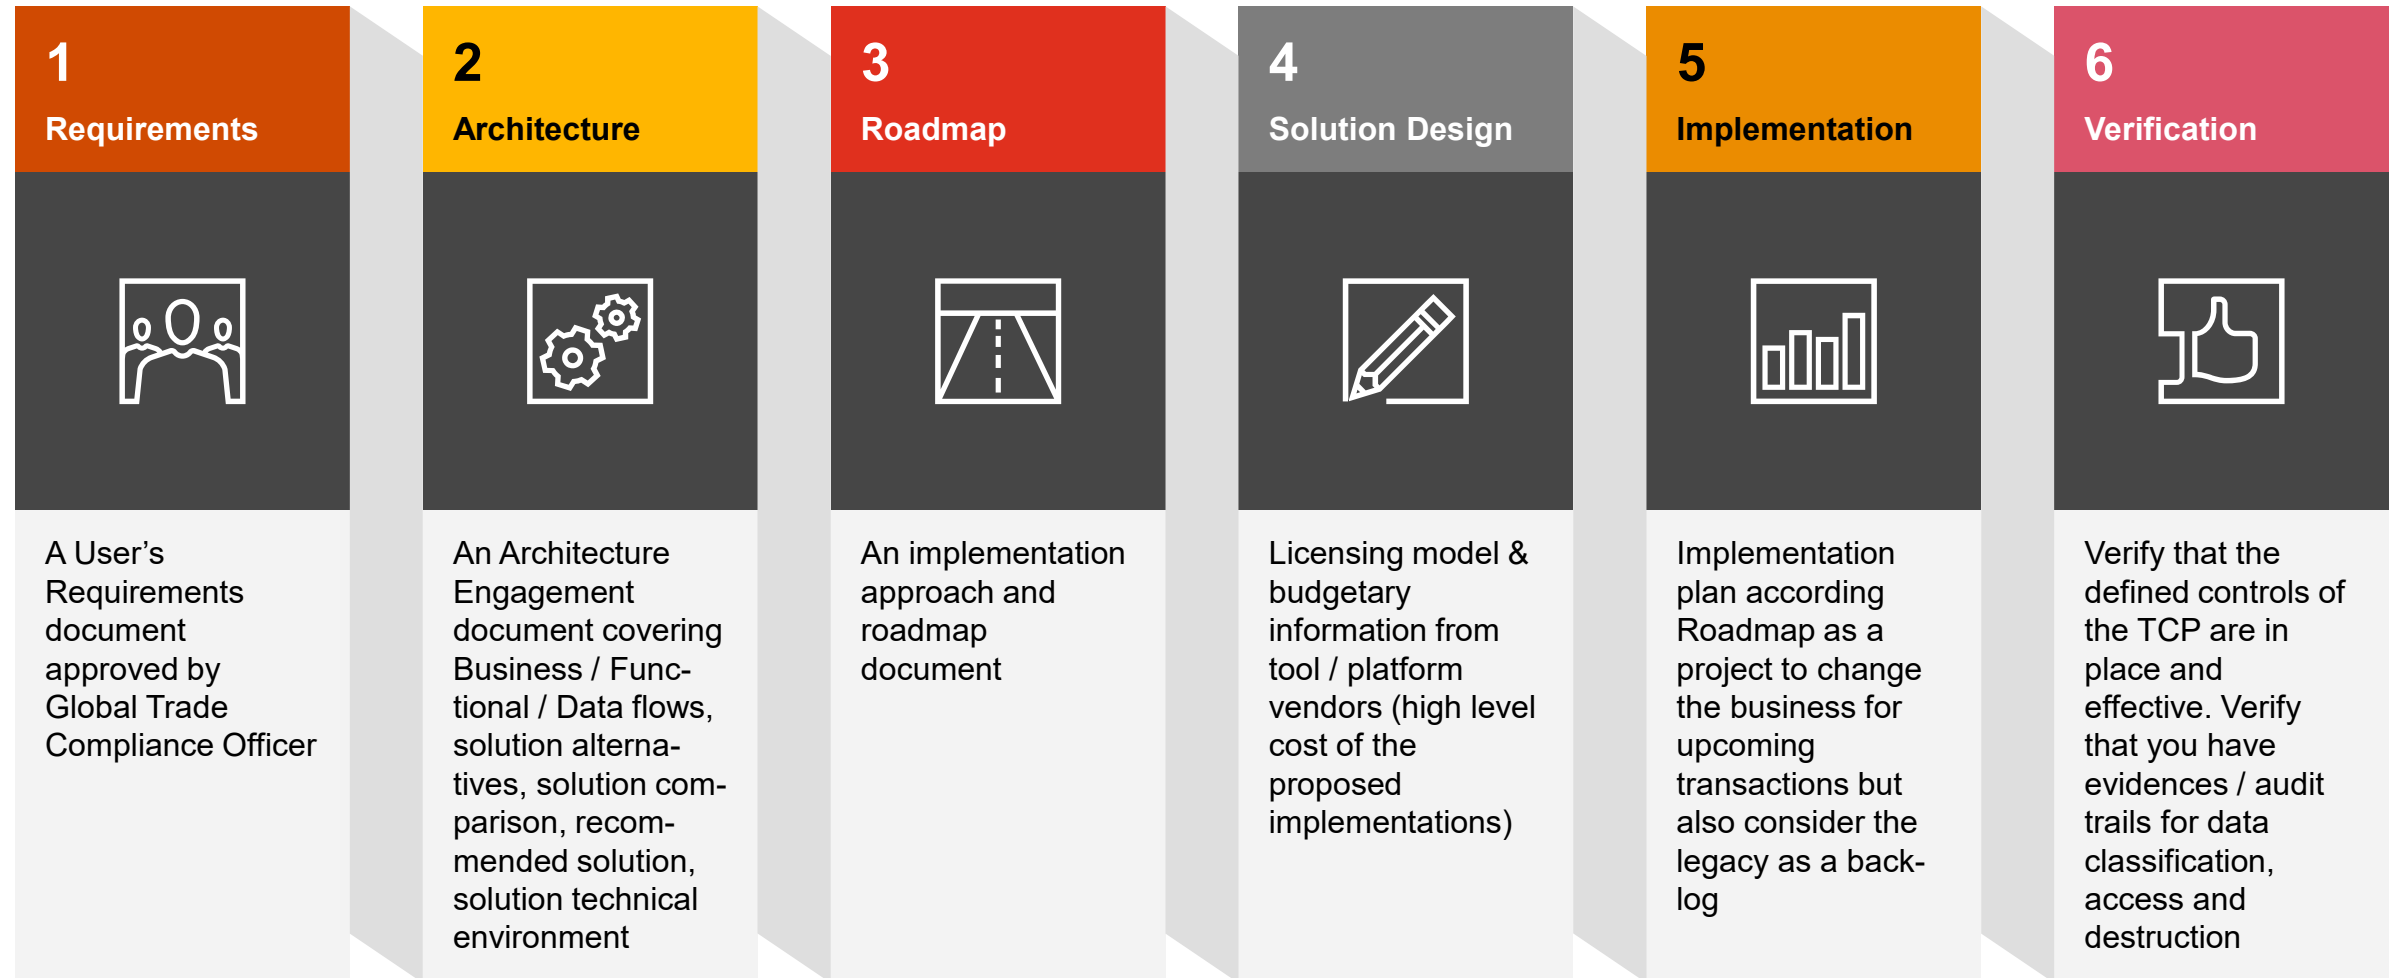 1
Requirements
A User’s
Requirements
document
approved by
Global Trade
Compliance Officer
2
Architecture
An Architecture
Engagement
document covering
Business / Func-
tional / Data flows,
solution alterna-
tives, solution com-
parison, recom-
mended solution,
solution technical
environment
3
Roadmap
An implementation
approach and
roadmap
document
4
Solution Design
Licensing model &
budgetary
information from
tool / platform
vendors (high level
cost of the
proposed
implementations)
5
Implementation
Implementation
plan according
Roadmap as a
project to change
the business for
upcoming
transactions but
also consider the
legacy as a back-
log
6
Verification
Verify that the
defined controls of
the TCP are in
place and
effective. Verify
that you have
evidences / audit
trails for data
classification,
access and
destruction